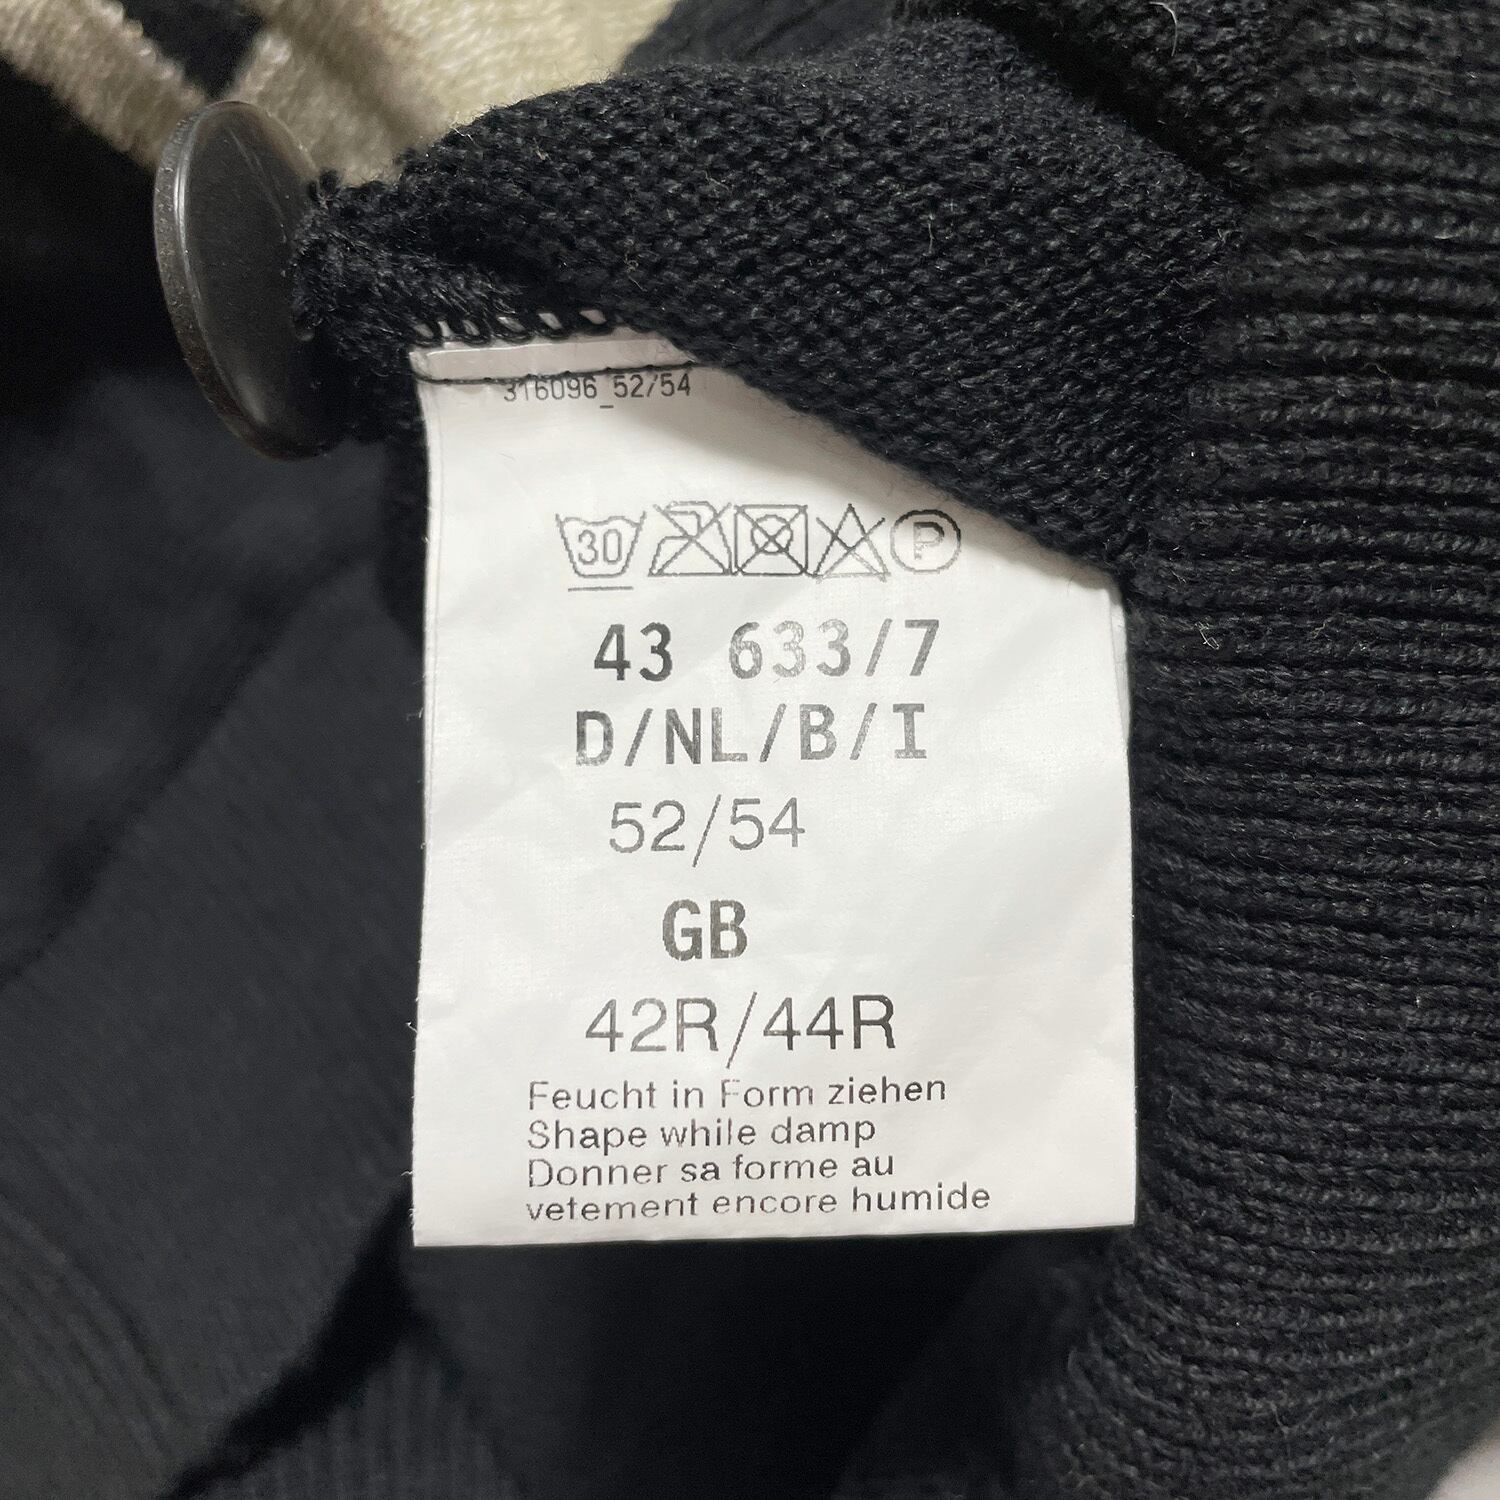 316096_52/54
30 P
43 633/7
D/NL/B/I
52/54
GB
42R/44R
Feucht in Form ziehen
Shape while damp
Donner sa forme au
vetement encore humide